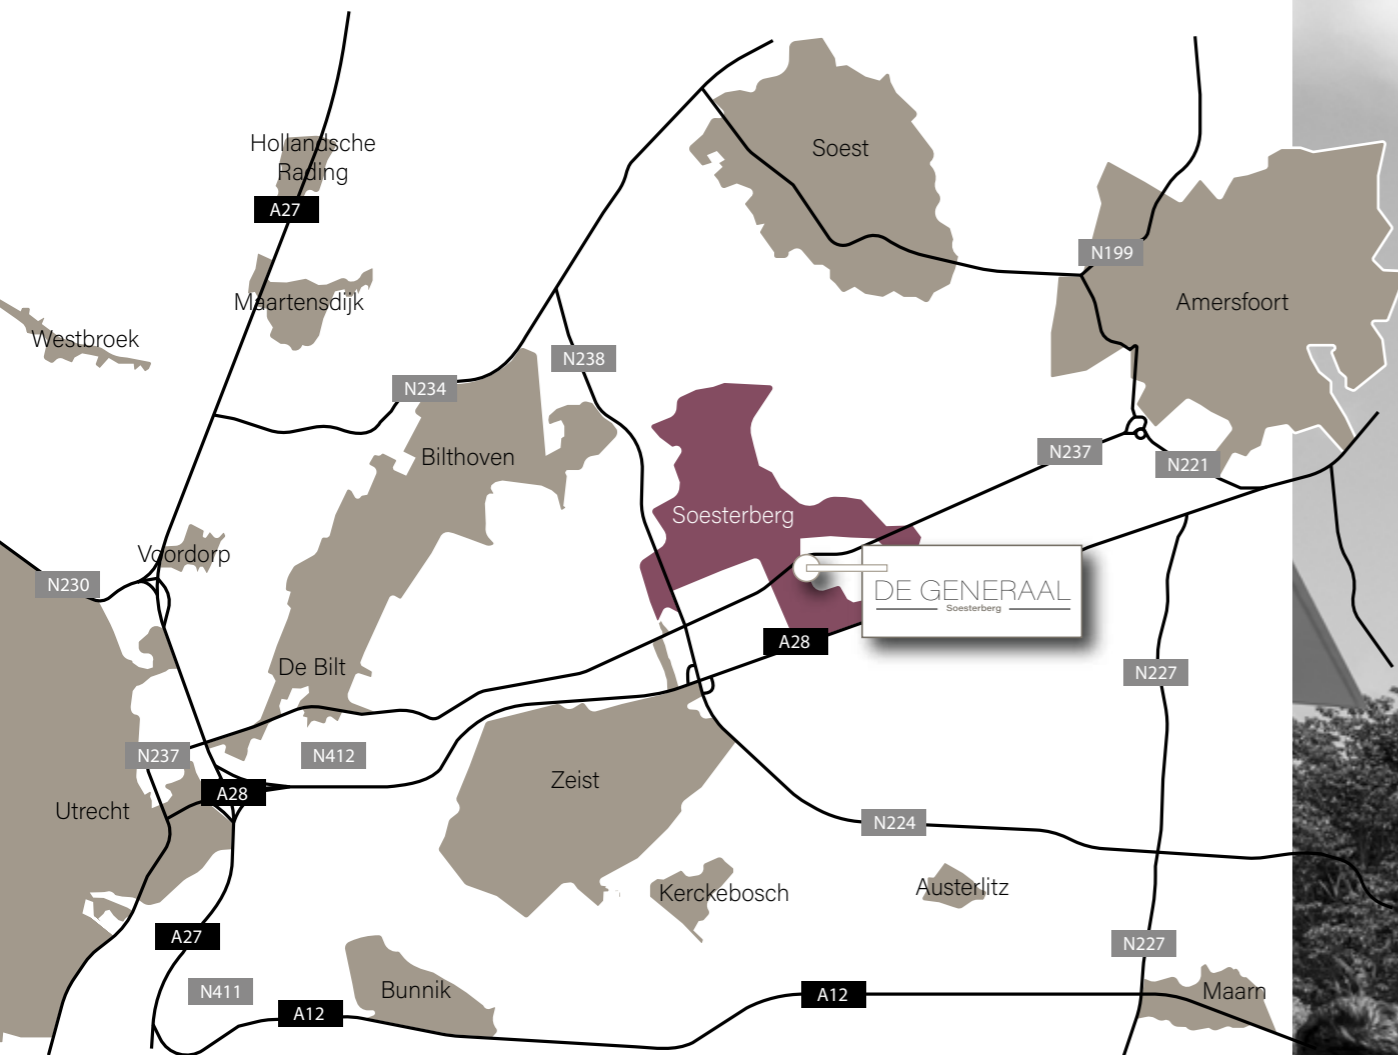 Hollandsche
Rading
Soest
A27
N199
Maartensdijk
Amersfoort
Westbroek
N238
N234
Bilthoven
N237
N221
Soesterberg
Voordorp
N230
DE GENERAAL
Soesterberg
A28
De Bilt
N227
N237
N412
Zeist
A28
Utrecht
N224
Kerckebosch
Austerlitz
A27
N227
N411
Bunnik
A12
A12
Maarn